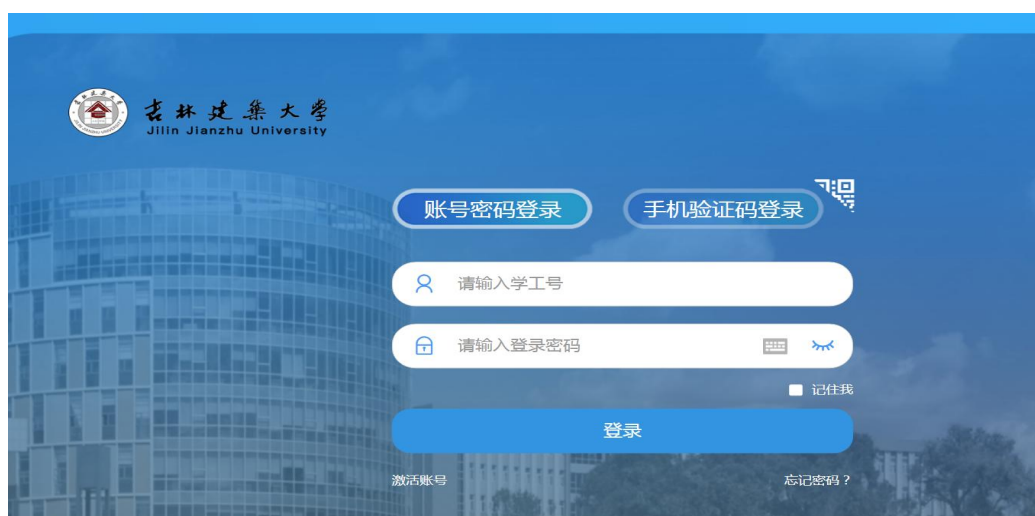 吉林建筑大学
Jilin Jianzhu University
账号密码登录
手机验证码登录
请输入学工号
请输入登录密码
记住我
登录
激活账号
忘记密码？